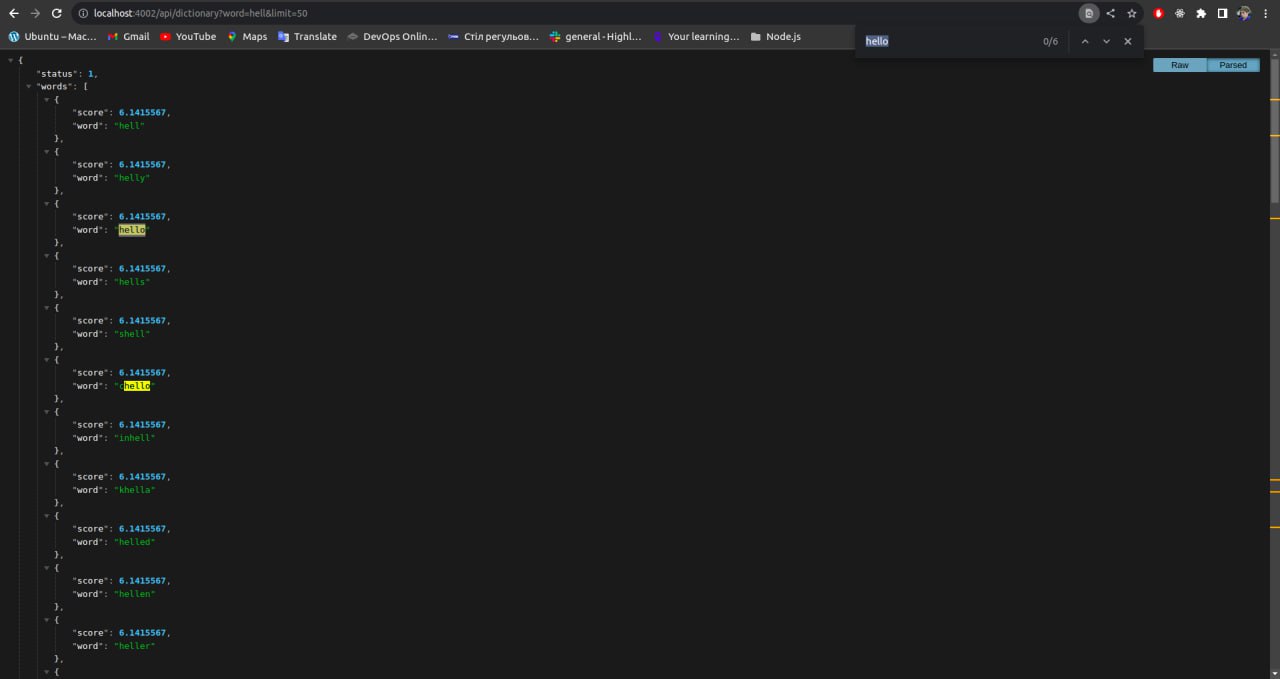 localhost:4002/api/dictionary?word=hell&limit=50
Ubuntu – Mac... Gmail YouTube Maps Translate DevOps Onlin... Стіл регульов... general - Highl... Your learning... Node.js
hello 0/6
Raw Parsed
{
"status": 1,
"words": [
{
"score": 6.1415567,
"word": "hell"
},
{
"score": 6.1415567,
"word": "helly"
},
{
"score": 6.1415567,
"word": "hello"
},
{
"score": 6.1415567,
"word": "hells"
},
{
"score": 6.1415567,
"word": "shell"
},
{
"score": 6.1415567,
"word": "chello"
},
{
"score": 6.1415567,
"word": "inhell"
},
{
"score": 6.1415567,
"word": "khella"
},
{
"score": 6.1415567,
"word": "helled"
},
{
"score": 6.1415567,
"word": "hellen"
},
{
"score": 6.1415567,
"word": "heller"
},
{